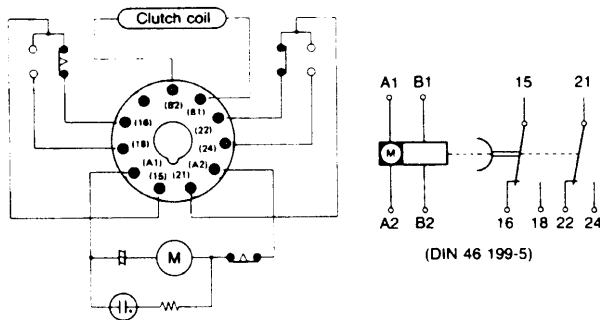 Clutch coil
(B2)
(B1)
(16)
(22)
(18)
(24)
(A1)
(A2)
(15)
(21)
M
A1 B1 15 21
M
A2 B2 16 18 22 24
(DIN 46 199-5)